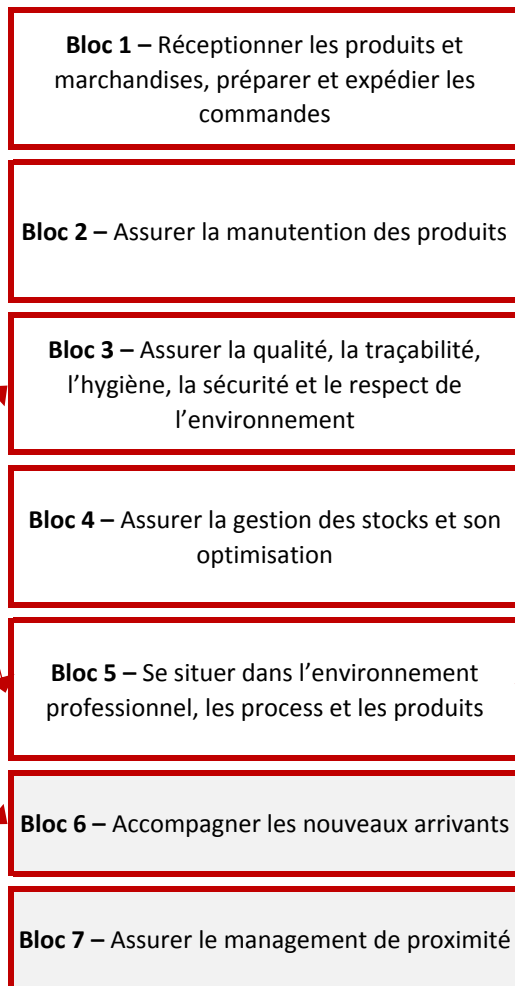 Bloc 1 – Réceptionner les produits et
marchandises, préparer et expédier les
commandes
Bloc 2 – Assurer la manutention des produits
Bloc 3 – Assurer la qualité, la traçabilité,
l’hygiène, la sécurité et le respect de
l’environnement
Bloc 4 – Assurer la gestion des stocks et son
optimisation
Bloc 5 – Se situer dans l’environnement
professionnel, les process et les produits
Bloc 6 – Accompagner les nouveaux arrivants
Bloc 7 – Assurer le management de proximité